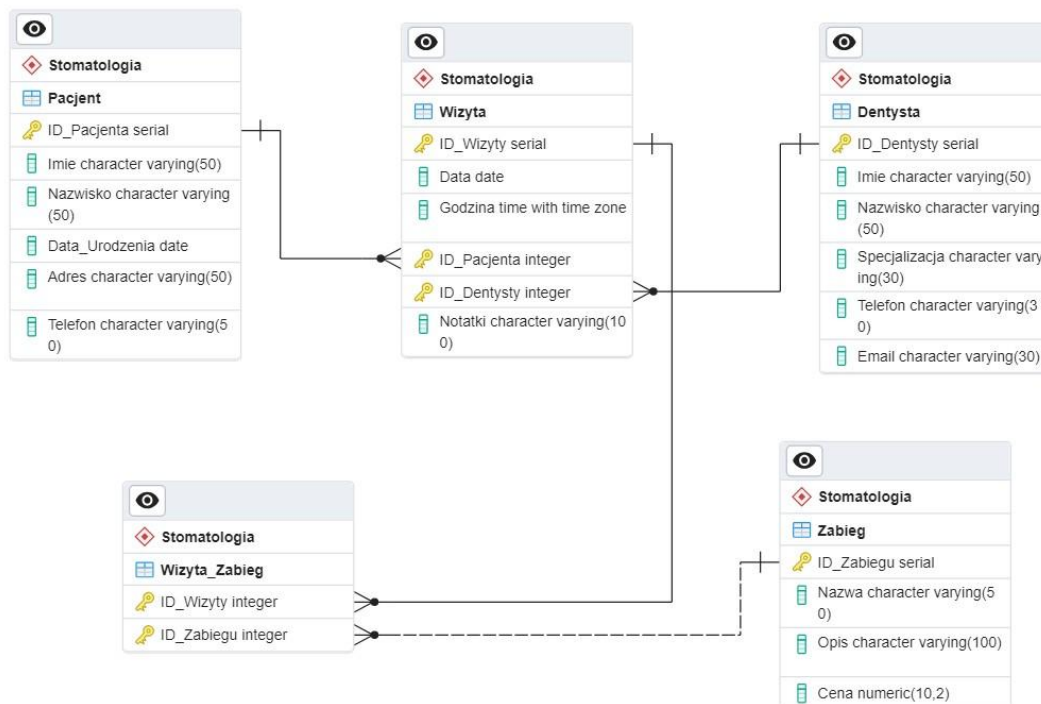 Stomatologia
Pacjent
ID_Pacjenta serial
Imie character varying(50)
Nazwisko character varying
(50)
Data_Urodzenia date
Adres character varying(50)
Telefon character varying(5
0)
Stomatologia
Wizyta
ID_Wizyty serial
Data date
Godzina time with time zone
ID_Pacjenta integer
ID_Dentysty integer
Notatki character varying(10
0)
Stomatologia
Dentysta
ID_Dentysty serial
Imie character varying(50)
Nazwisko character varying
(50)
Specjalizacja character vary
ing(30)
Telefon character varying(3
0)
Email character varying(30)
Stomatologia
Wizyta_Zabieg
ID_Wizyty integer
ID_Zabiegu integer
Stomatologia
Zabieg
ID_Zabiegu serial
Nazwa character varying(5
0)
Opis character varying(100)
Cena numeric(10,2)